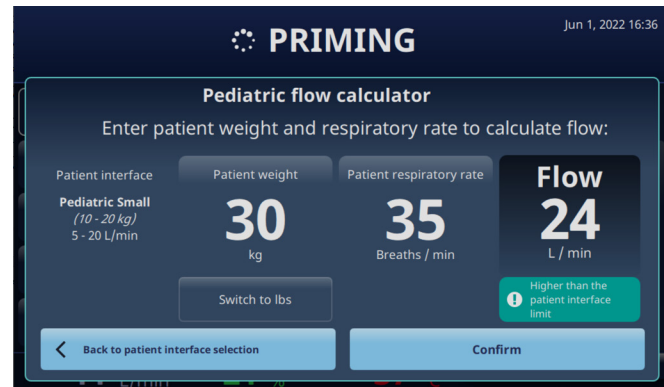 PRIMING
Jun 1, 2022 16:36
Pediatric flow calculator
Enter patient weight and respiratory rate to calculate flow:
Patient interface
Pediatric Small
(10 - 20 kg)
5 - 20 L/min
Patient weight
30
kg
Switch to lbs
Patient respiratory rate
35
Breaths / min
Flow
24
L / min
Higher than the
patient interface
limit
Back to patient interface selection
Confirm
L/min
%